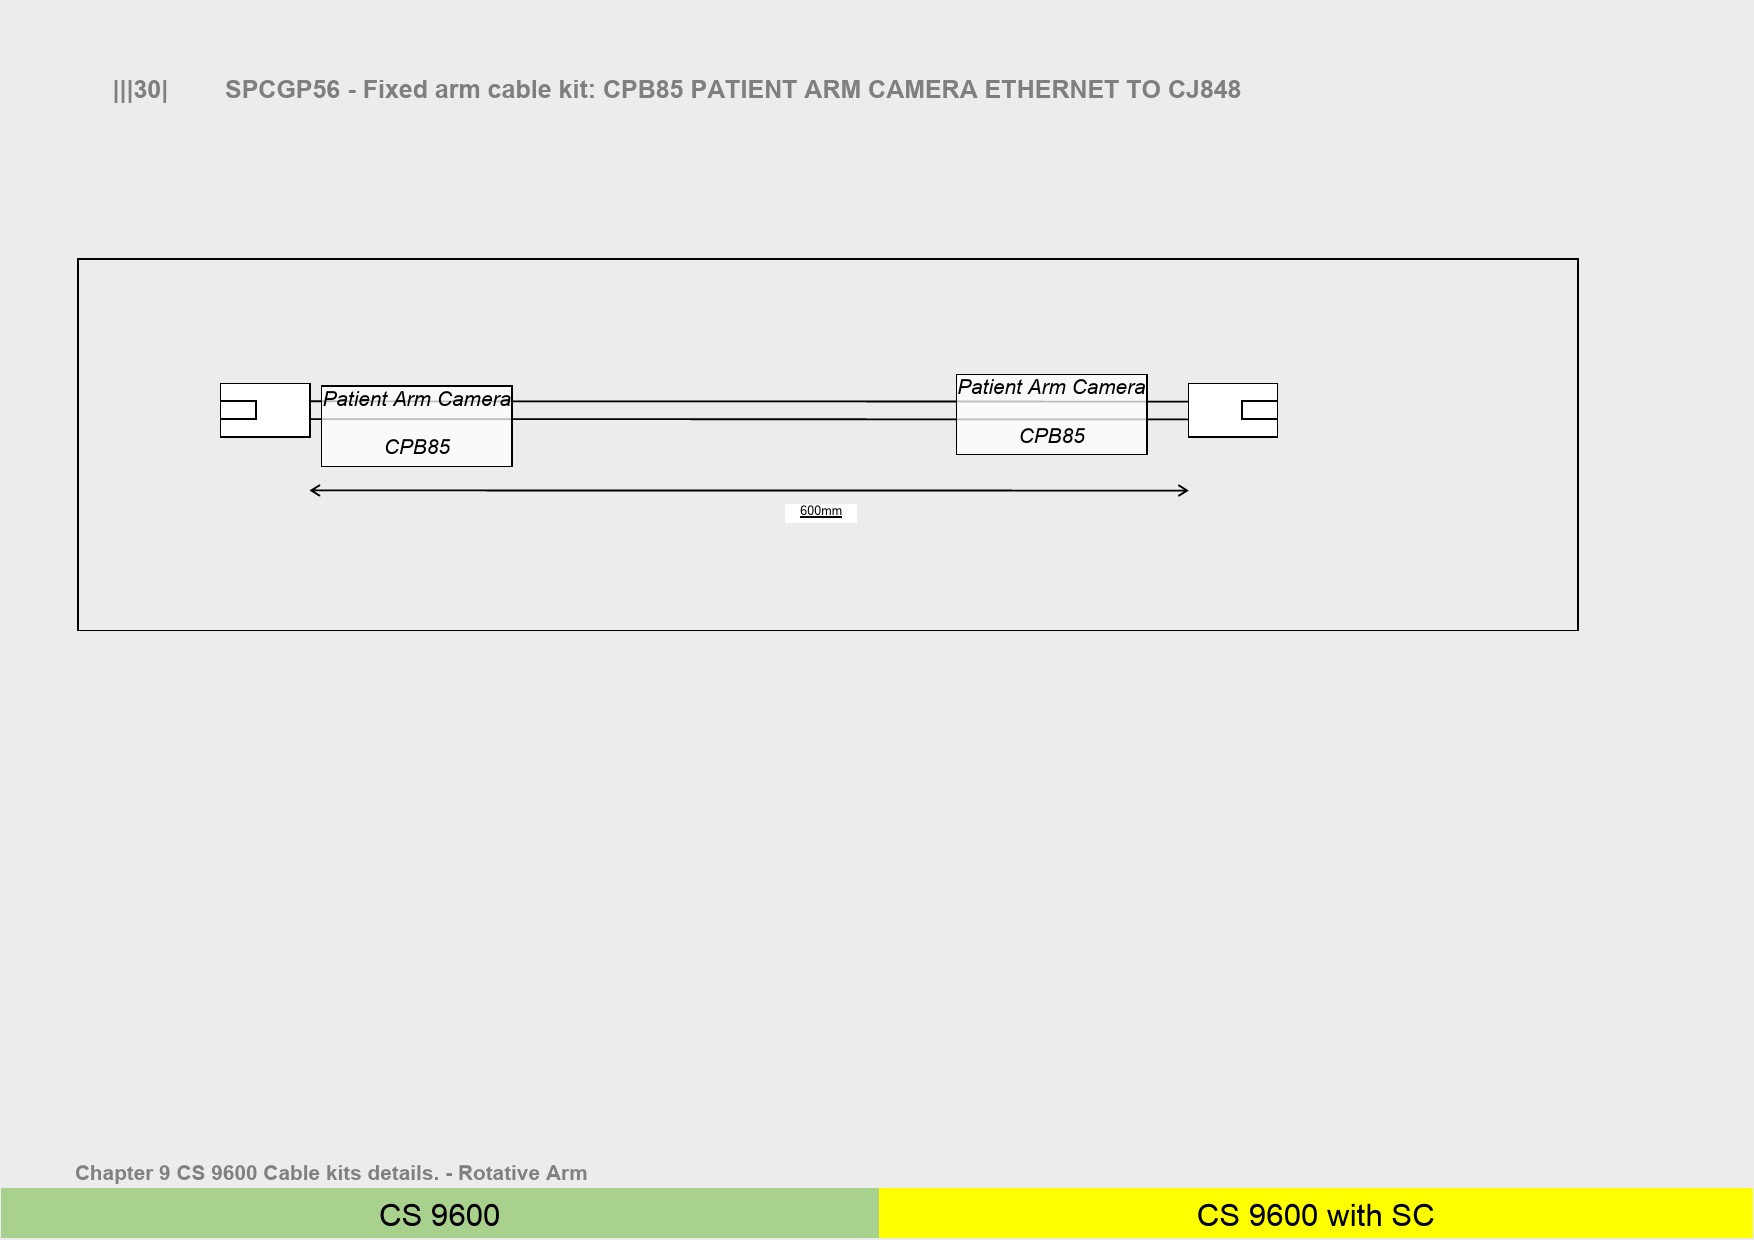 |||30| SPCGP56 - Fixed arm cable kit: CPB85 PATIENT ARM CAMERA ETHERNET TO CJ848
Patient Arm Camera
CPB85
Patient Arm Camera
CPB85
600mm
Chapter 9 CS 9600 Cable kits details. - Rotative Arm
CS 9600
CS 9600 with SC